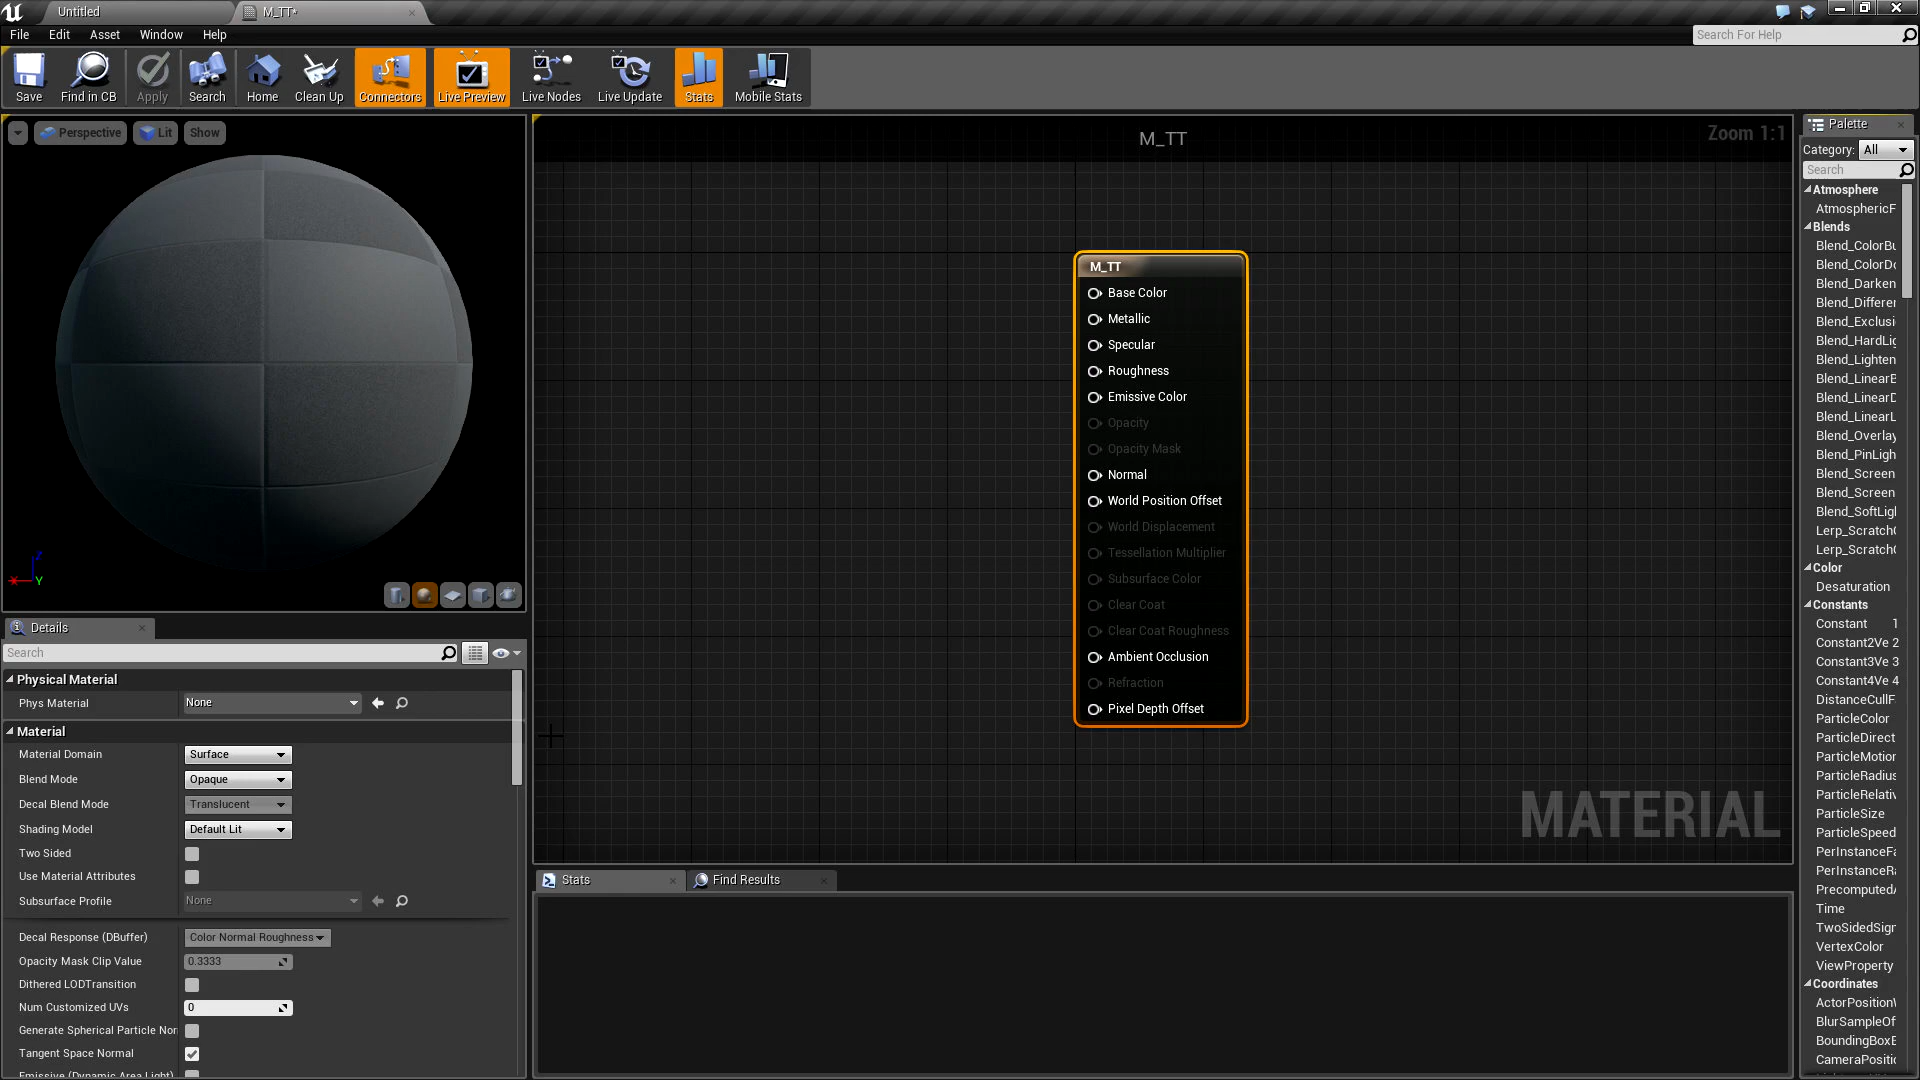 Untitled
M_TT*
File Edit Asset Window Help
Search For Help
Save
Find in CB
Apply
Search
Home
Clean Up
Connectors
Live Preview
Live Nodes
Live Update
Stats
Mobile Stats
Perspective
Lit
Show
Z
X
Y
Details
Search
Physical Material
Phys Material None
Material
Material Domain Surface
Blend Mode Opaque
Decal Blend Mode Translucent
Shading Model Default Lit
Two Sided
Use Material Attributes
Subsurface Profile None
Decal Response (DBuffer) Color Normal Roughness
Opacity Mask Clip Value 0.3333
Dithered LODTransition
Num Customized UVs 0
Generate Spherical Particle Nor
Tangent Space Normal
Emissive (Dynamic Area Light)
M_TT
Zoom 1:1
M_TT
Base Color
Metallic
Specular
Roughness
Emissive Color
Opacity
Opacity Mask
Normal
World Position Offset
World Displacement
Tessellation Multiplier
Subsurface Color
Clear Coat
Clear Coat Roughness
Ambient Occlusion
Refraction
Pixel Depth Offset
MATERIAL
Stats
Find Results
Palette
Category: All
Search
Atmosphere
AtmosphericF
Blends
Blend_ColorBu
Blend_ColorDo
Blend_Darken
Blend_Differen
Blend_Exclusi
Blend_HardLig
Blend_Lighten
Blend_LinearB
Blend_LinearD
Blend_LinearL
Blend_Overlay
Blend_PinLigh
Blend_Screen
Blend_Screen
Blend_SoftLigl
Lerp_Scratch(
Lerp_Scratch(
Color
Desaturation
Constants
Constant 1
Constant2Ve 2
Constant3Ve 3
Constant4Ve 4
DistanceCullF
ParticleColor
ParticleDirect
ParticleMotior
ParticleRadius
ParticleRelativ
ParticleSize
ParticleSpeed
PerInstanceFa
PerInstanceRa
PrecomputedA
Time
TwoSidedSign
VertexColor
ViewProperty
Coordinates
ActorPositionV
BlurSampleOf
BoundingBoxE
CameraPositic